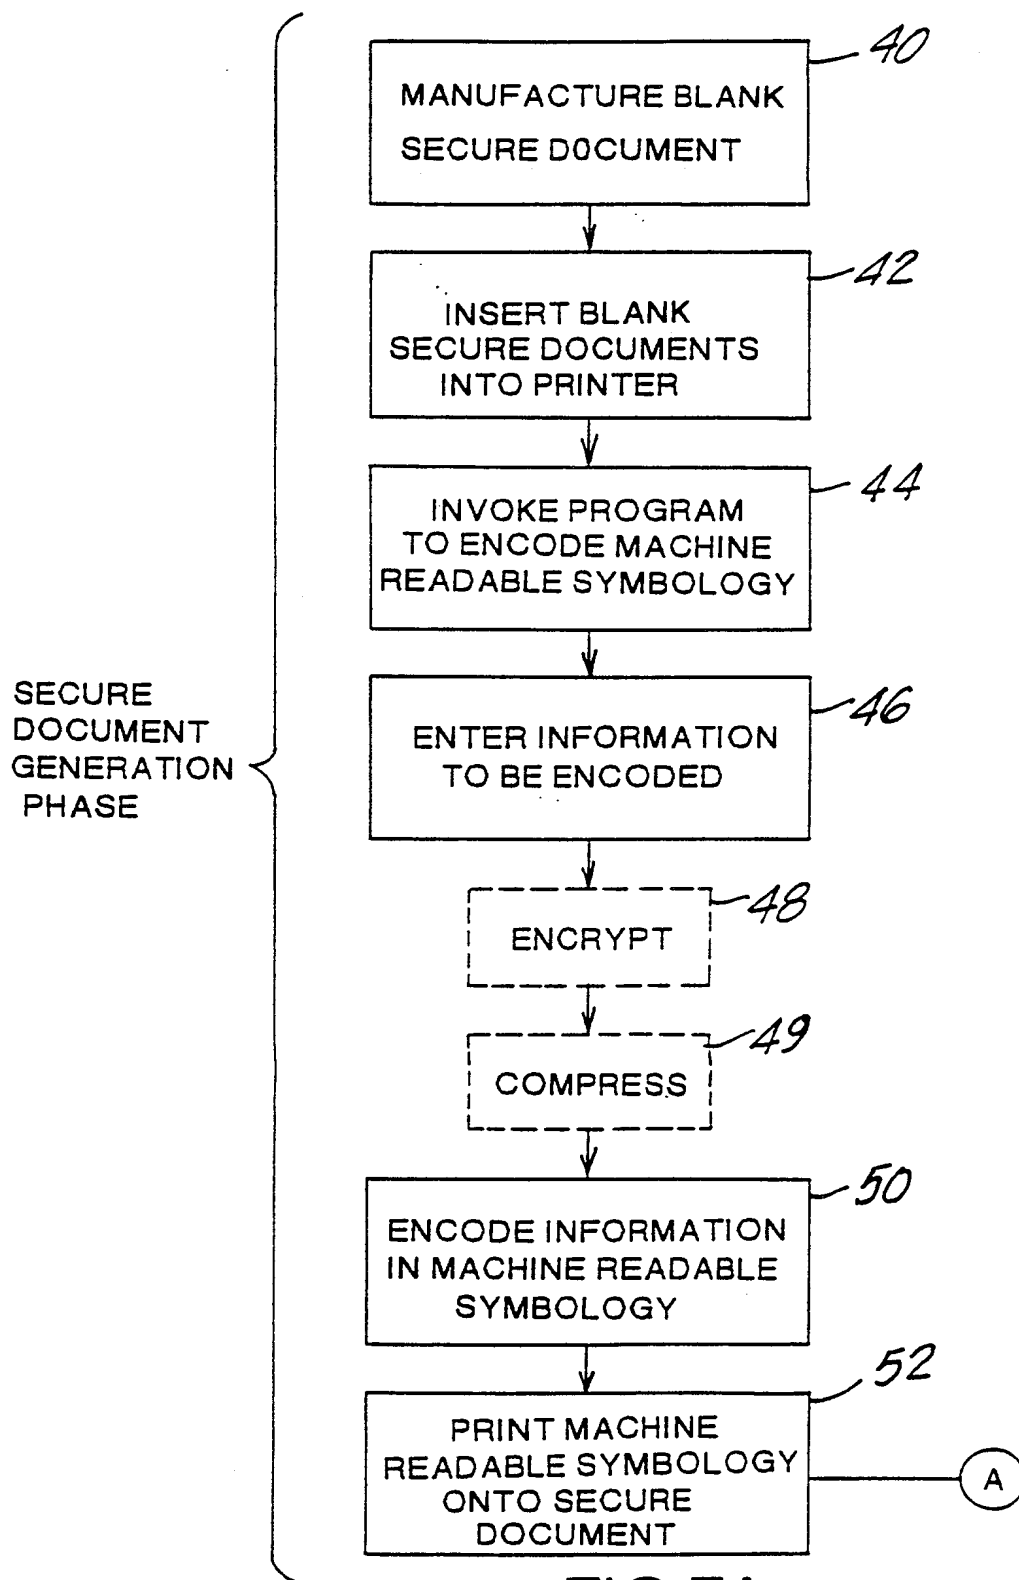 40
MANUFACTURE BLANK
SECURE DOCUMENT
42
INSERT BLANK
SECURE DOCUMENTS
INTO PRINTER
44
INVOKE PROGRAM
TO ENCODE MACHINE
READABLE SYMBOLOGY
SECURE
DOCUMENT
GENERATION
PHASE
46
ENTER INFORMATION
TO BE ENCODED
48
ENCRYPT
49
COMPRESS
50
ENCODE INFORMATION
IN MACHINE READABLE
SYMBOLOGY
52
PRINT MACHINE
READABLE SYMBOLOGY
ONTO SECURE
DOCUMENT
A